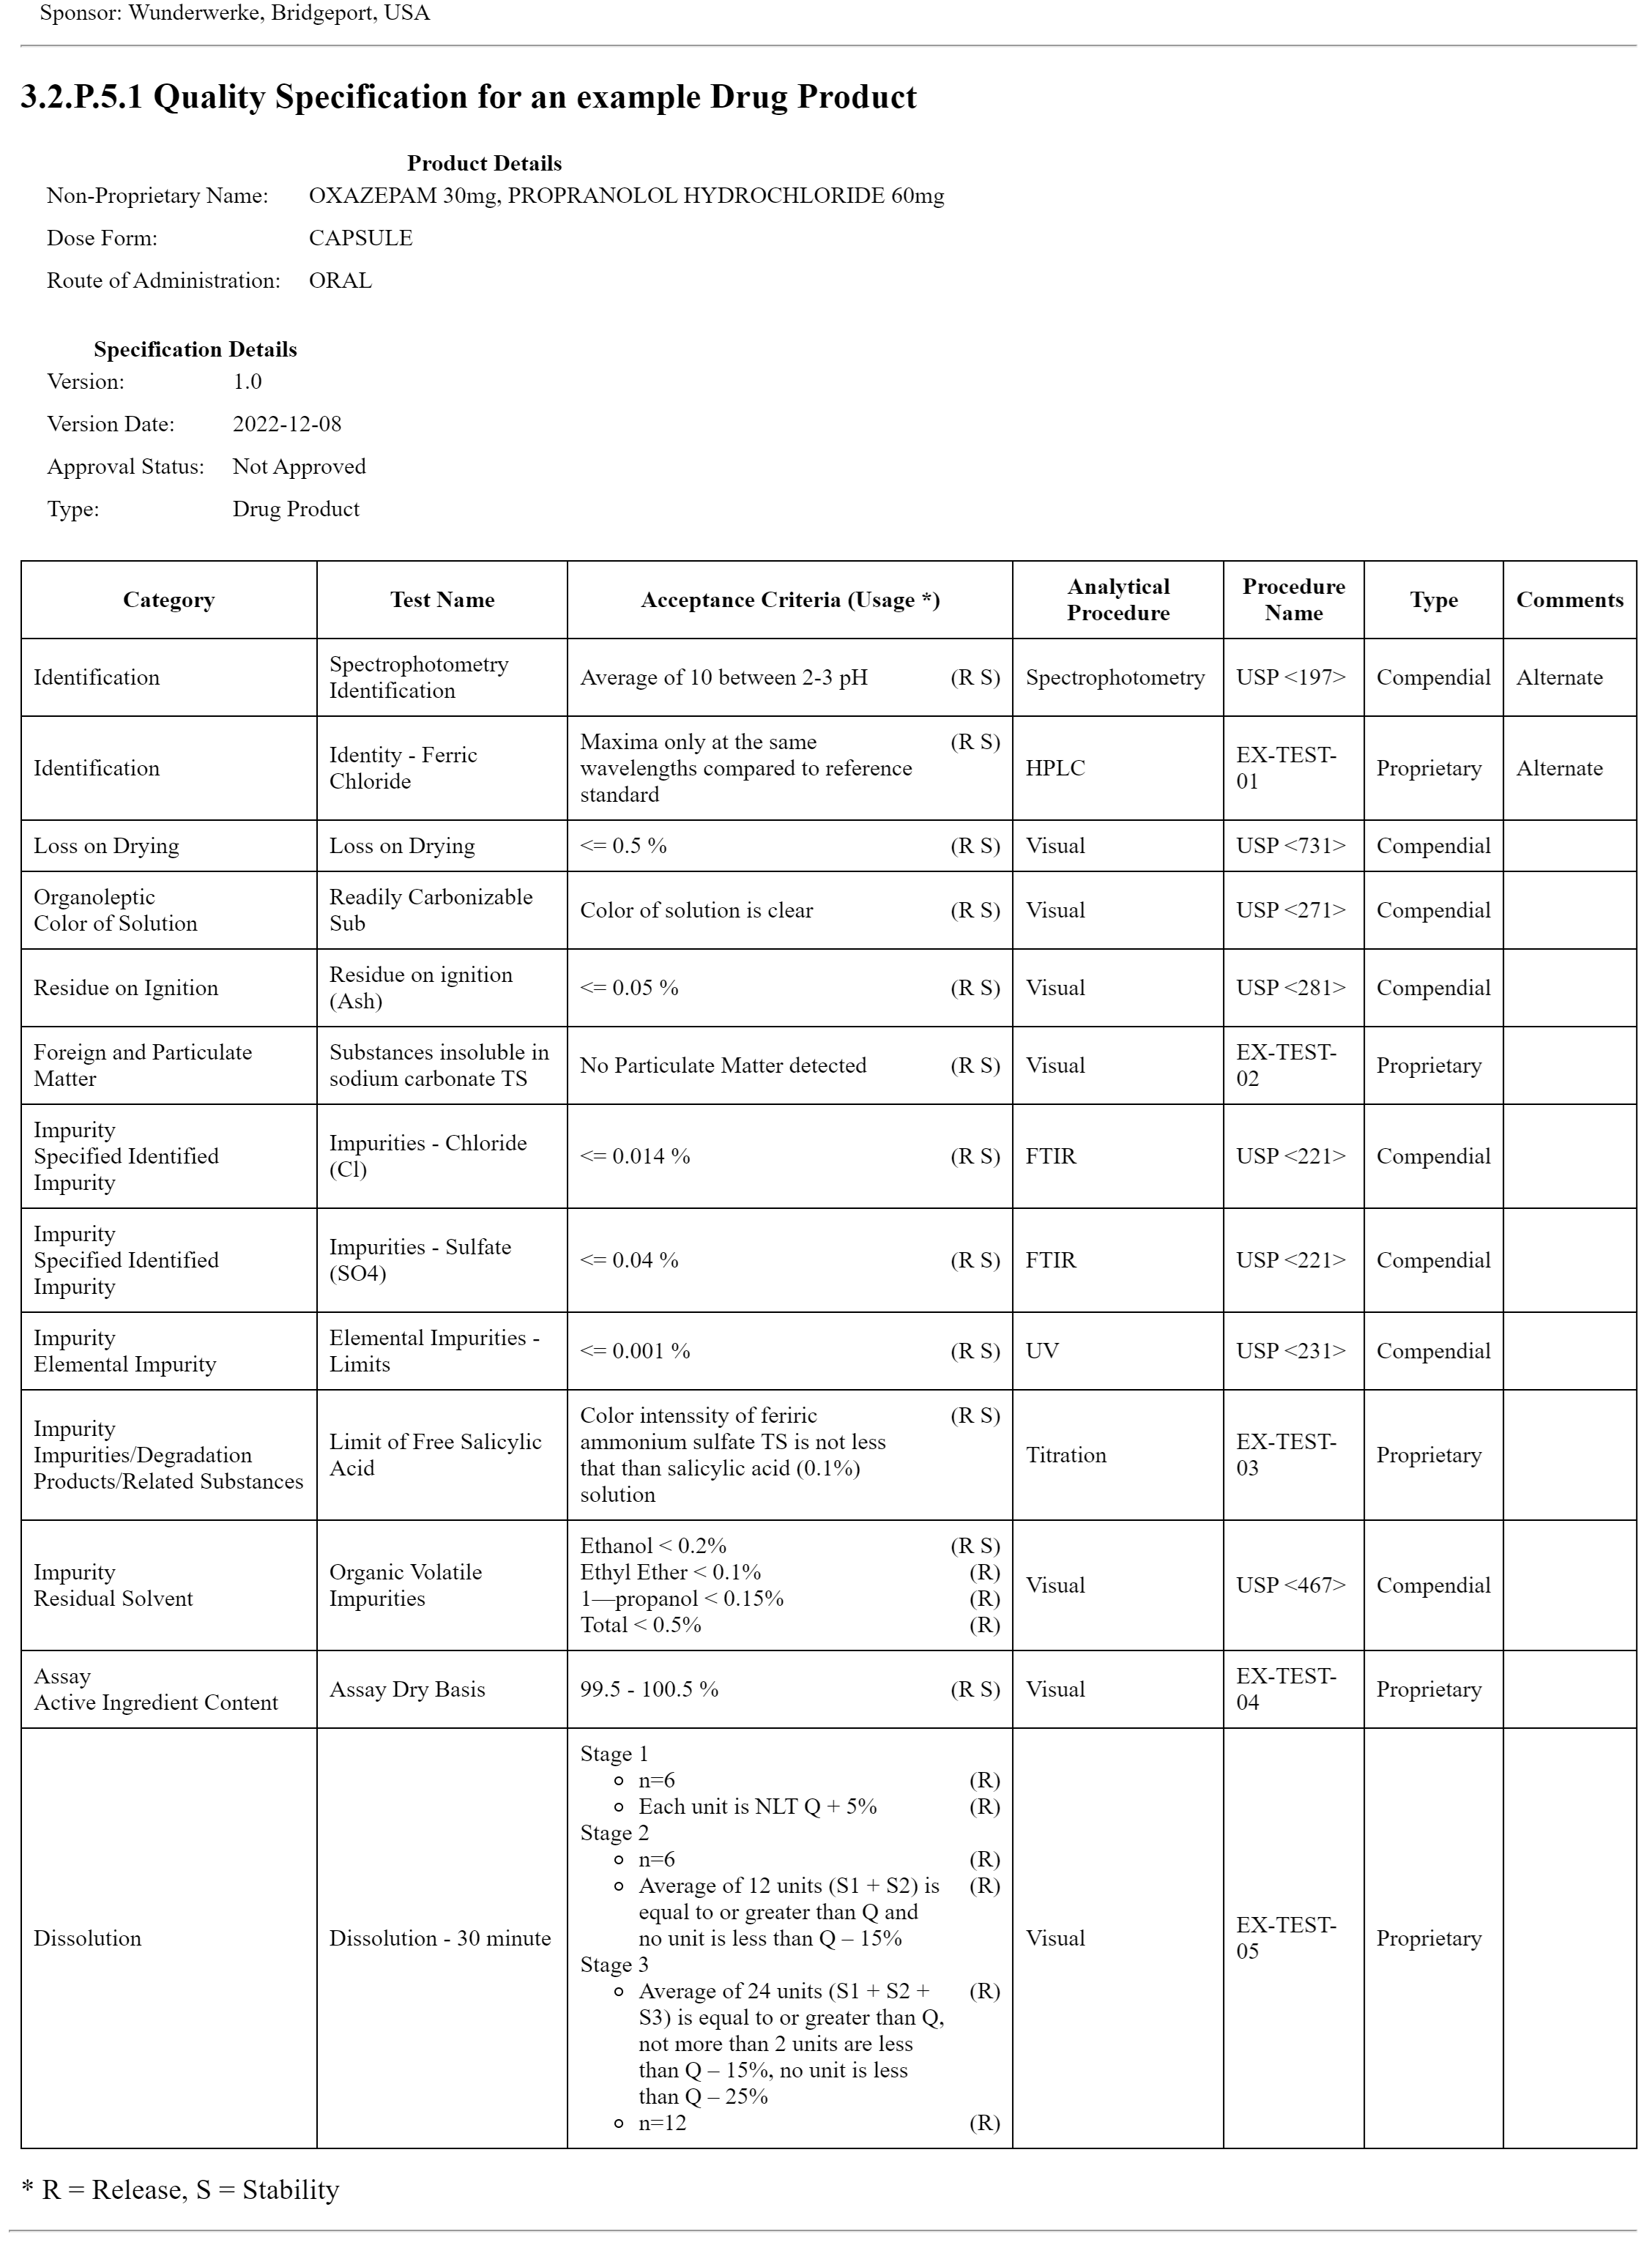 Sponsor: Wunderwerke, Bridgeport, USA
3.2.P.5.1 Quality Specification for an example Drug Product
Product Details
Non-Proprietary Name: OXAZEPAM 30mg, PROPRANOLOL HYDROCHLORIDE 60mg
Dose Form: CAPSULE
Route of Administration: ORAL
Specification Details
Version: 1.0
Version Date: 2022-12-08
Approval Status: Not Approved
Type: Drug Product
Category
Test Name
Acceptance Criteria (Usage *)
Analytical
Procedure
Procedure
Name
Type
Comments
Identification
Spectrophotometry
Identification
Average of 10 between 2-3 pH (R S)
Spectrophotometry
USP <197>
Compendial
Alternate
Identification
Identity - Ferric
Chloride
Maxima only at the same (R S)
wavelengths compared to reference
standard
HPLC
EX-TEST-
01
Proprietary
Alternate
Loss on Drying
Loss on Drying
<= 0.5 % (R S)
Visual
USP <731>
Compendial
Organoleptic
Color of Solution
Readily Carbonizable
Sub
Color of solution is clear (R S)
Visual
USP <271>
Compendial
Residue on Ignition
Residue on ignition
(Ash)
<= 0.05 % (R S)
Visual
USP <281>
Compendial
Foreign and Particulate
Matter
Substances insoluble in
sodium carbonate TS
No Particulate Matter detected (R S)
Visual
EX-TEST-
02
Proprietary
Impurity
Specified Identified
Impurity
Impurities - Chloride
(Cl)
<= 0.014 % (R S)
FTIR
USP <221>
Compendial
Impurity
Specified Identified
Impurity
Impurities - Sulfate
(SO4)
<= 0.04 % (R S)
FTIR
USP <221>
Compendial
Impurity
Elemental Impurity
Elemental Impurities -
Limits
<= 0.001 % (R S)
UV
USP <231>
Compendial
Impurity
Impurities/Degradation
Products/Related Substances
Limit of Free Salicylic
Acid
Color intenssity of feriric (R S)
ammonium sulfate TS is not less
that than salicylic acid (0.1%)
solution
Titration
EX-TEST-
03
Proprietary
Impurity
Residual Solvent
Organic Volatile
Impurities
Ethanol < 0.2% (R S)
Ethyl Ether < 0.1% (R)
1—propanol < 0.15% (R)
Total < 0.5% (R)
Visual
USP <467>
Compendial
Assay
Active Ingredient Content
Assay Dry Basis
99.5 - 100.5 % (R S)
Visual
EX-TEST-
04
Proprietary
Dissolution
Dissolution - 30 minute
Stage 1
n=6 (R)
Each unit is NLT Q + 5% (R)
Stage 2
n=6 (R)
Average of 12 units (S1 + S2) is (R)
equal to or greater than Q and
no unit is less than Q – 15%
Stage 3
Average of 24 units (S1 + S2 + (R)
S3) is equal to or greater than Q,
not more than 2 units are less
than Q – 15%, no unit is less
than Q – 25%
n=12 (R)
Visual
EX-TEST-
05
Proprietary
* R = Release, S = Stability